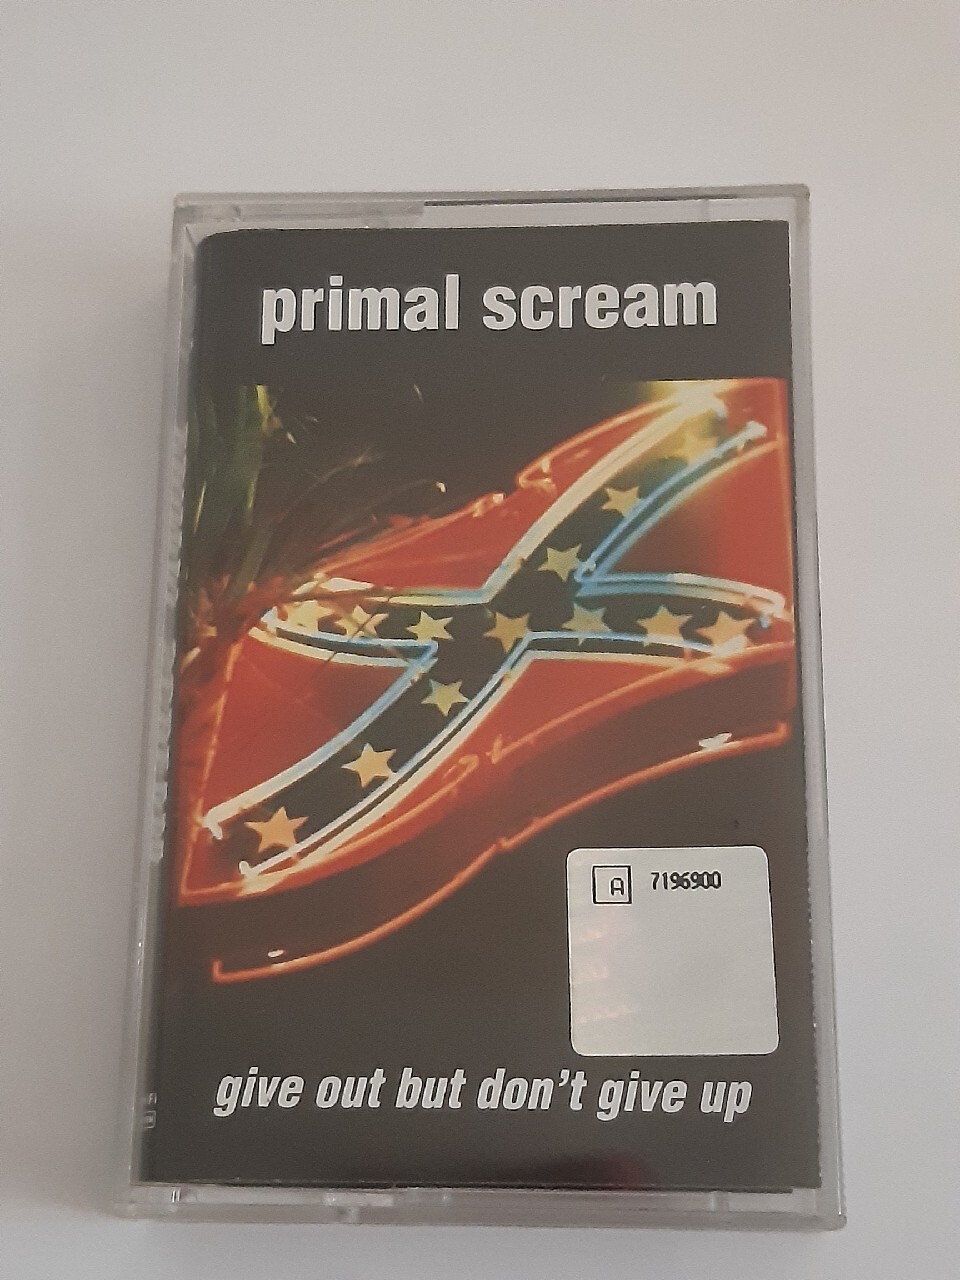 primal scream
A 7196900
give out but don't give up